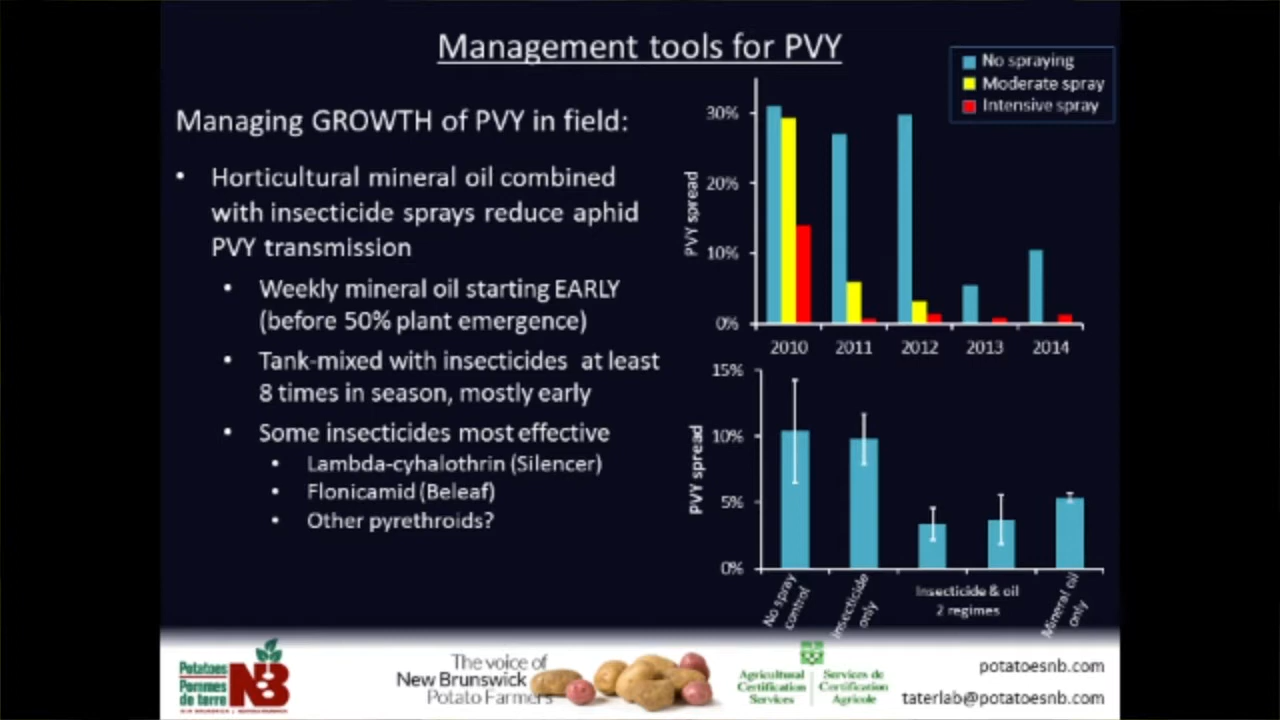 Management tools for PVY
Managing GROWTH of PVY in field:
• Horticultural mineral oil combined
with insecticide sprays reduce aphid
PVY transmission
• Weekly mineral oil starting EARLY
(before 50% plant emergence)
• Tank-mixed with insecticides at least
8 times in season, mostly early
• Some insecticides most effective
• Lambda-cyhalothrin (Silencer)
• Flonicamid (Beleaf)
• Other pyrethroids?
No spraying
Moderate spray
Intensive spray
PVY spread
30%
20%
10%
0%
2010 2011 2012 2013 2014
PVY spread
15%
10%
5%
0%
No spray
control
Insecticide
only
Insecticide & oil
2 regimes
Mineral oil
only
Potatoes
Pommes
de terre
NB
The voice of
New Brunswick
Potato Farmers
Agricultural
Certification
Services
Services de
Certification
Agricole
potatoesnb.com
taterlab@potatoesnb.com